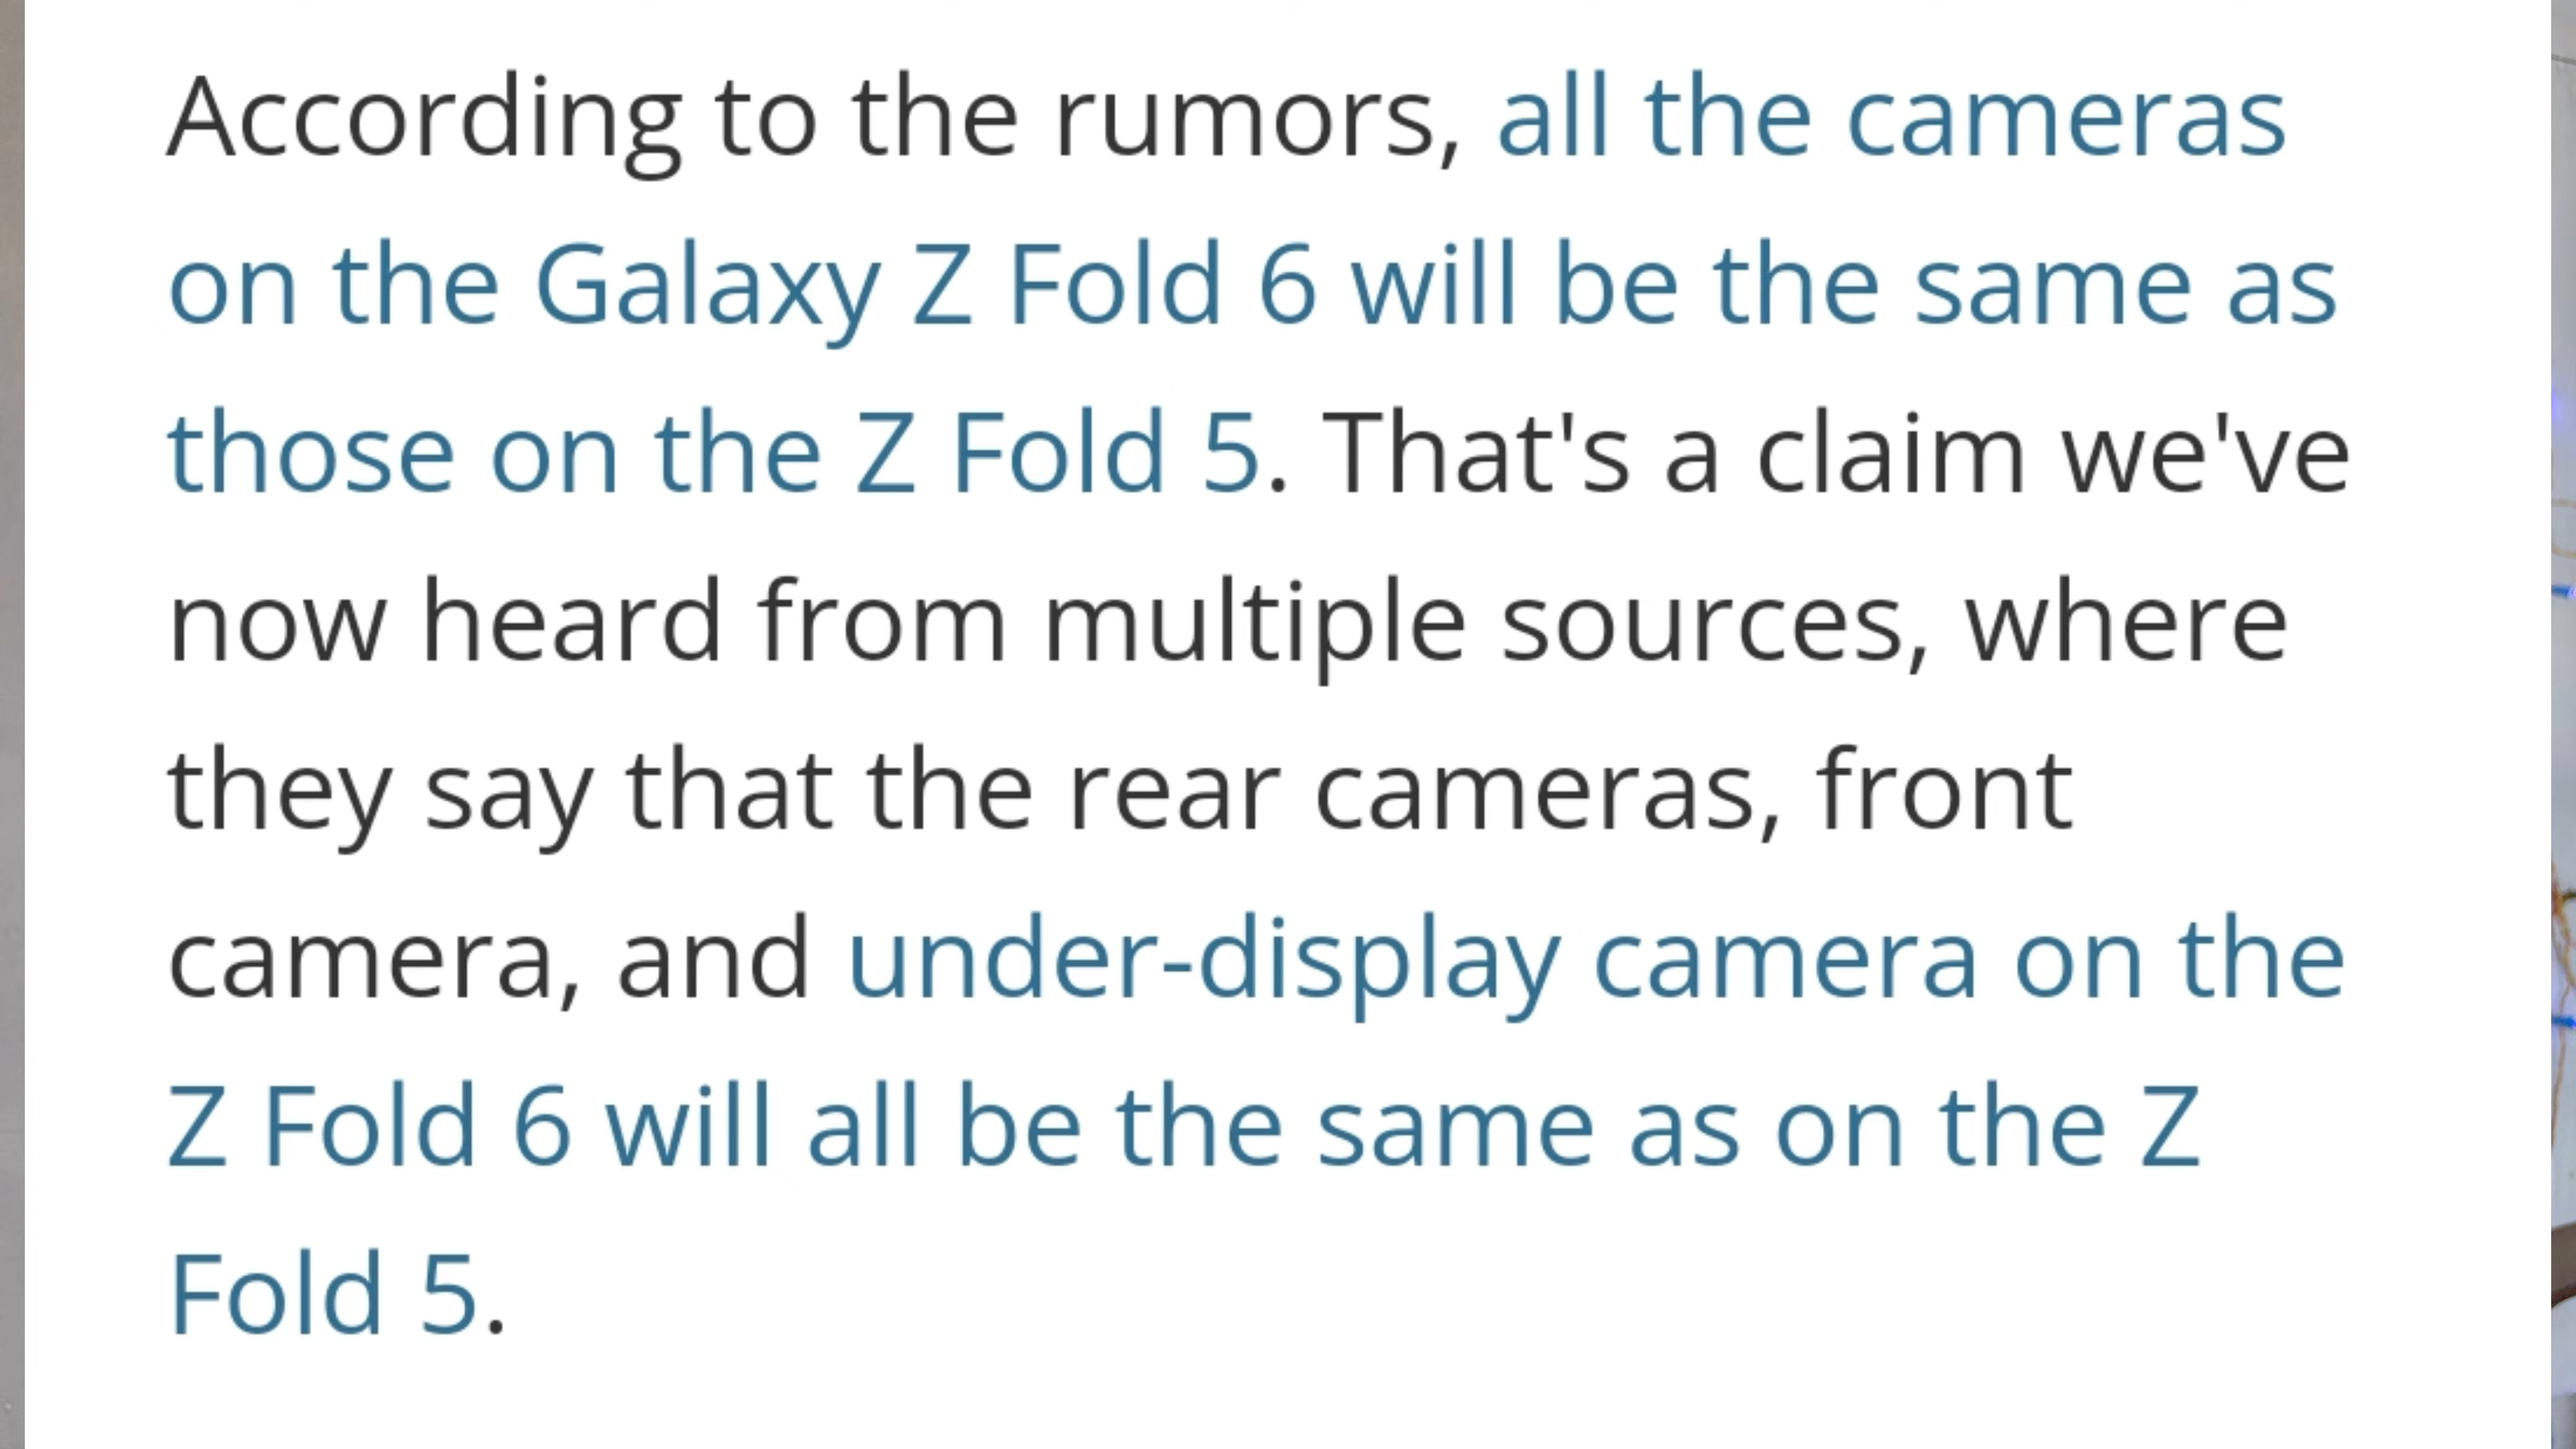 According to the rumors, all the cameras
on the Galaxy Z Fold 6 will be the same as
those on the Z Fold 5. That's a claim we've
now heard from multiple sources, where
they say that the rear cameras, front
camera, and under-display camera on the
Z Fold 6 will all be the same as on the Z
Fold 5.